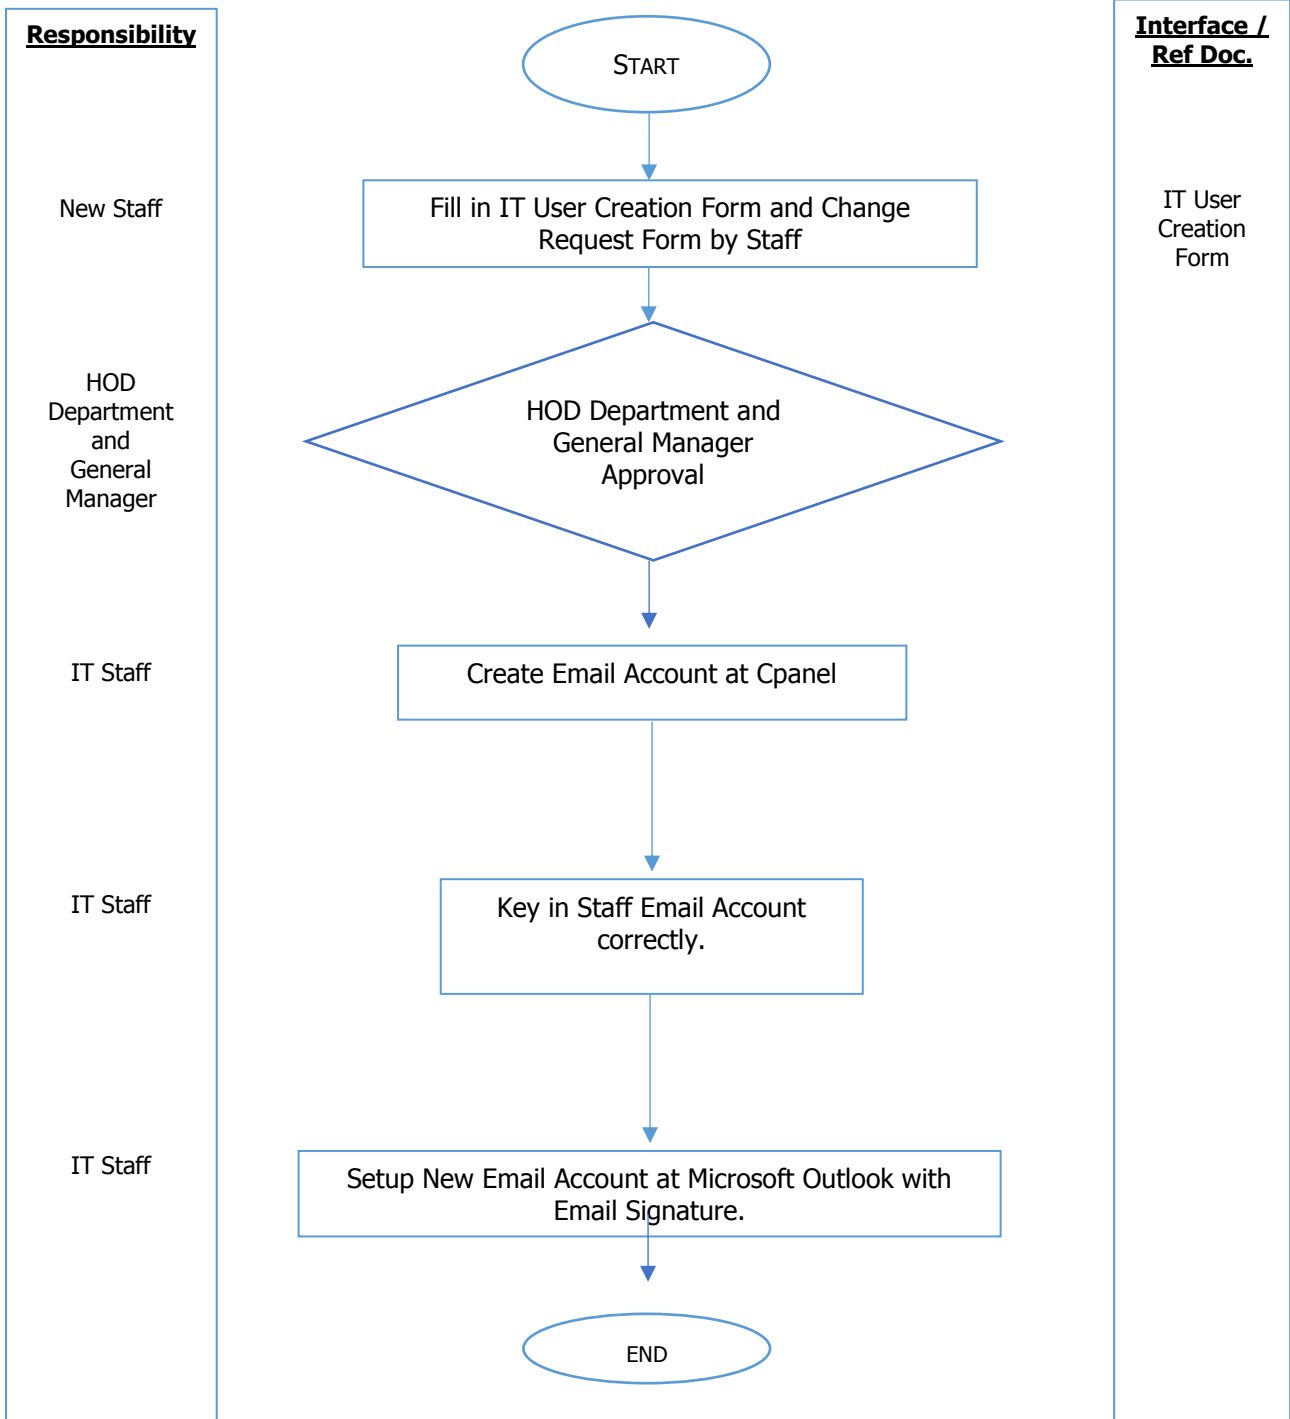 Responsibility
Interface /
Ref Doc.
START
New Staff
Fill in IT User Creation Form and Change
Request Form by Staff
IT User
Creation
Form
HOD
Department
and
General
Manager
HOD Department and
General Manager
Approval
IT Staff
Create Email Account at Cpanel
IT Staff
Key in Staff Email Account
correctly.
IT Staff
Setup New Email Account at Microsoft Outlook with
Email Signature.
END